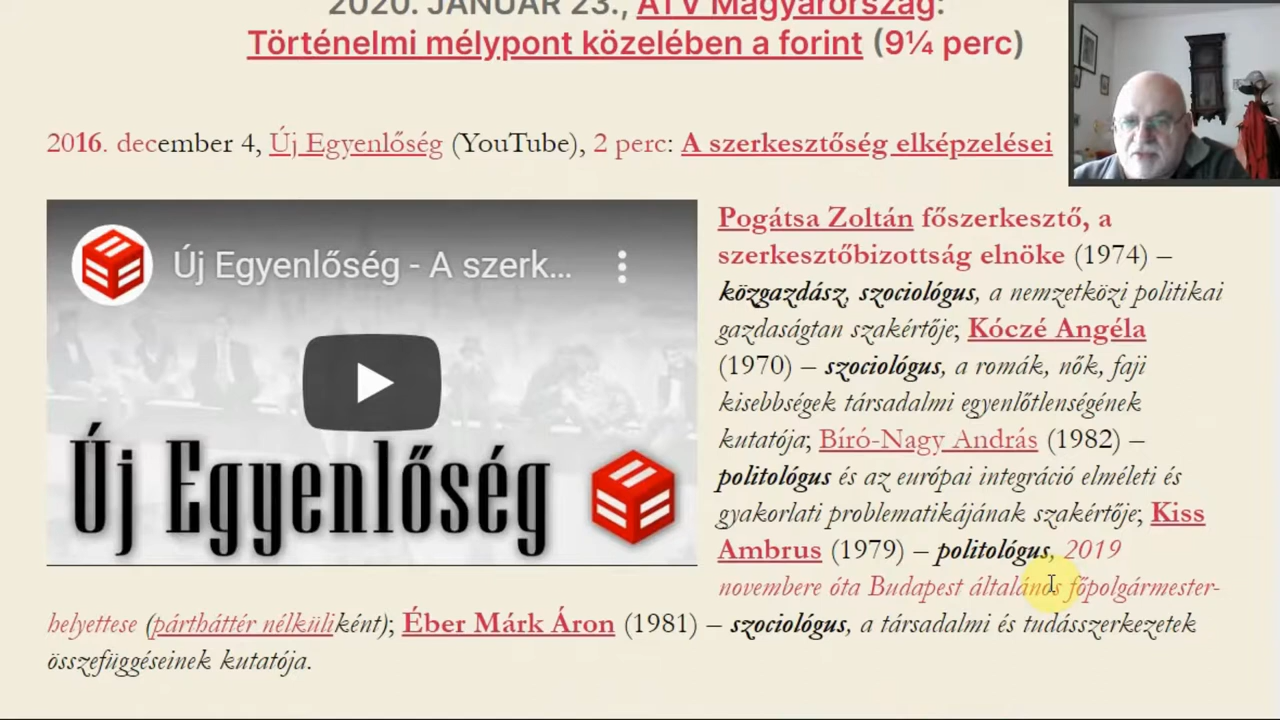 2020. JANUÁR 23., ATV Magyarország:
Történelmi mélypont közelében a forint (9¼ perc)
2016. december 4, Új Egyenlőség (YouTube), 2 perc: A szerkesztőség elképzelései
Új Egyenlőség - A szerk...
Új Egyenlőség
Pogátsa Zoltán főszerkesztő, a
szerkesztőbizottság elnöke (1974) –
közgazdász, szociológus, a nemzetközi politikai
gazdaságtan szakértője; Kóczé Angéla
(1970) – szociológus, a romák, nők, faji
kisebbségek társadalmi egyenlőtlenségének
kutatója; Bíró-Nagy András (1982) –
politológus és az európai integráció elméleti és
gyakorlati problematikájának szakértője; Kiss
Ambrus (1979) – politológus, 2019
novembere óta Budapest általános főpolgármester-
helyettese (pártháttér nélküliként); Éber Márk Áron (1981) – szociológus, a társadalmi és tudásszerkezetek
összefüggéseinek kutatója.